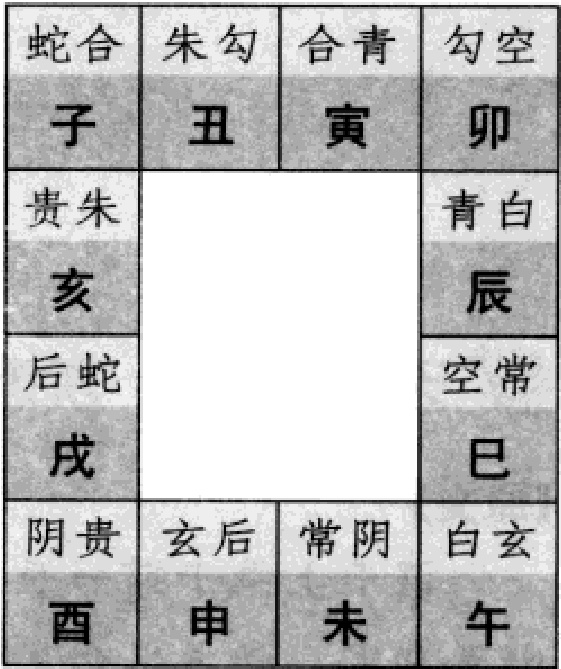 蛇合 朱勾 合青 勾空
子 丑 寅 卯
贵朱 青白
亥 辰
后蛇 空常
戌 巳
阴贵 玄后 常阴 白玄
酉 申 未 午